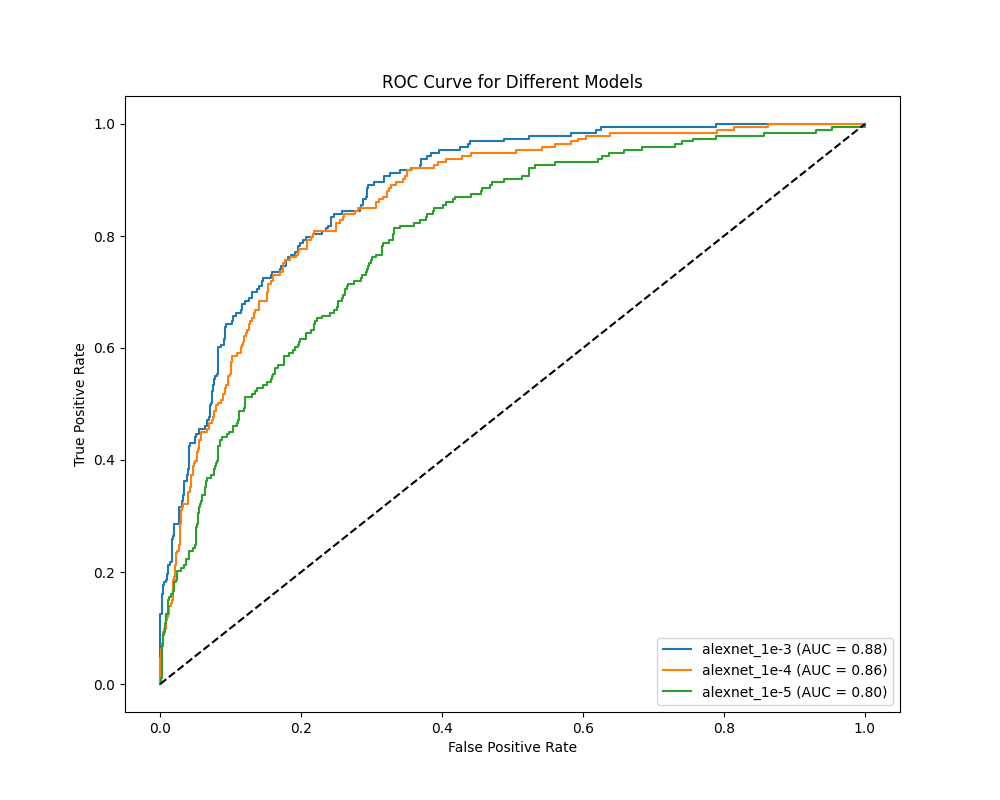 ROC Curve for Different Models
True Positive Rate
1.0
0.8
0.6
0.4
0.2
0.0
0.0 0.2 0.4 0.6 0.8 1.0
False Positive Rate
alexnet_1e-3 (AUC = 0.88)
alexnet_1e-4 (AUC = 0.86)
alexnet_1e-5 (AUC = 0.80)